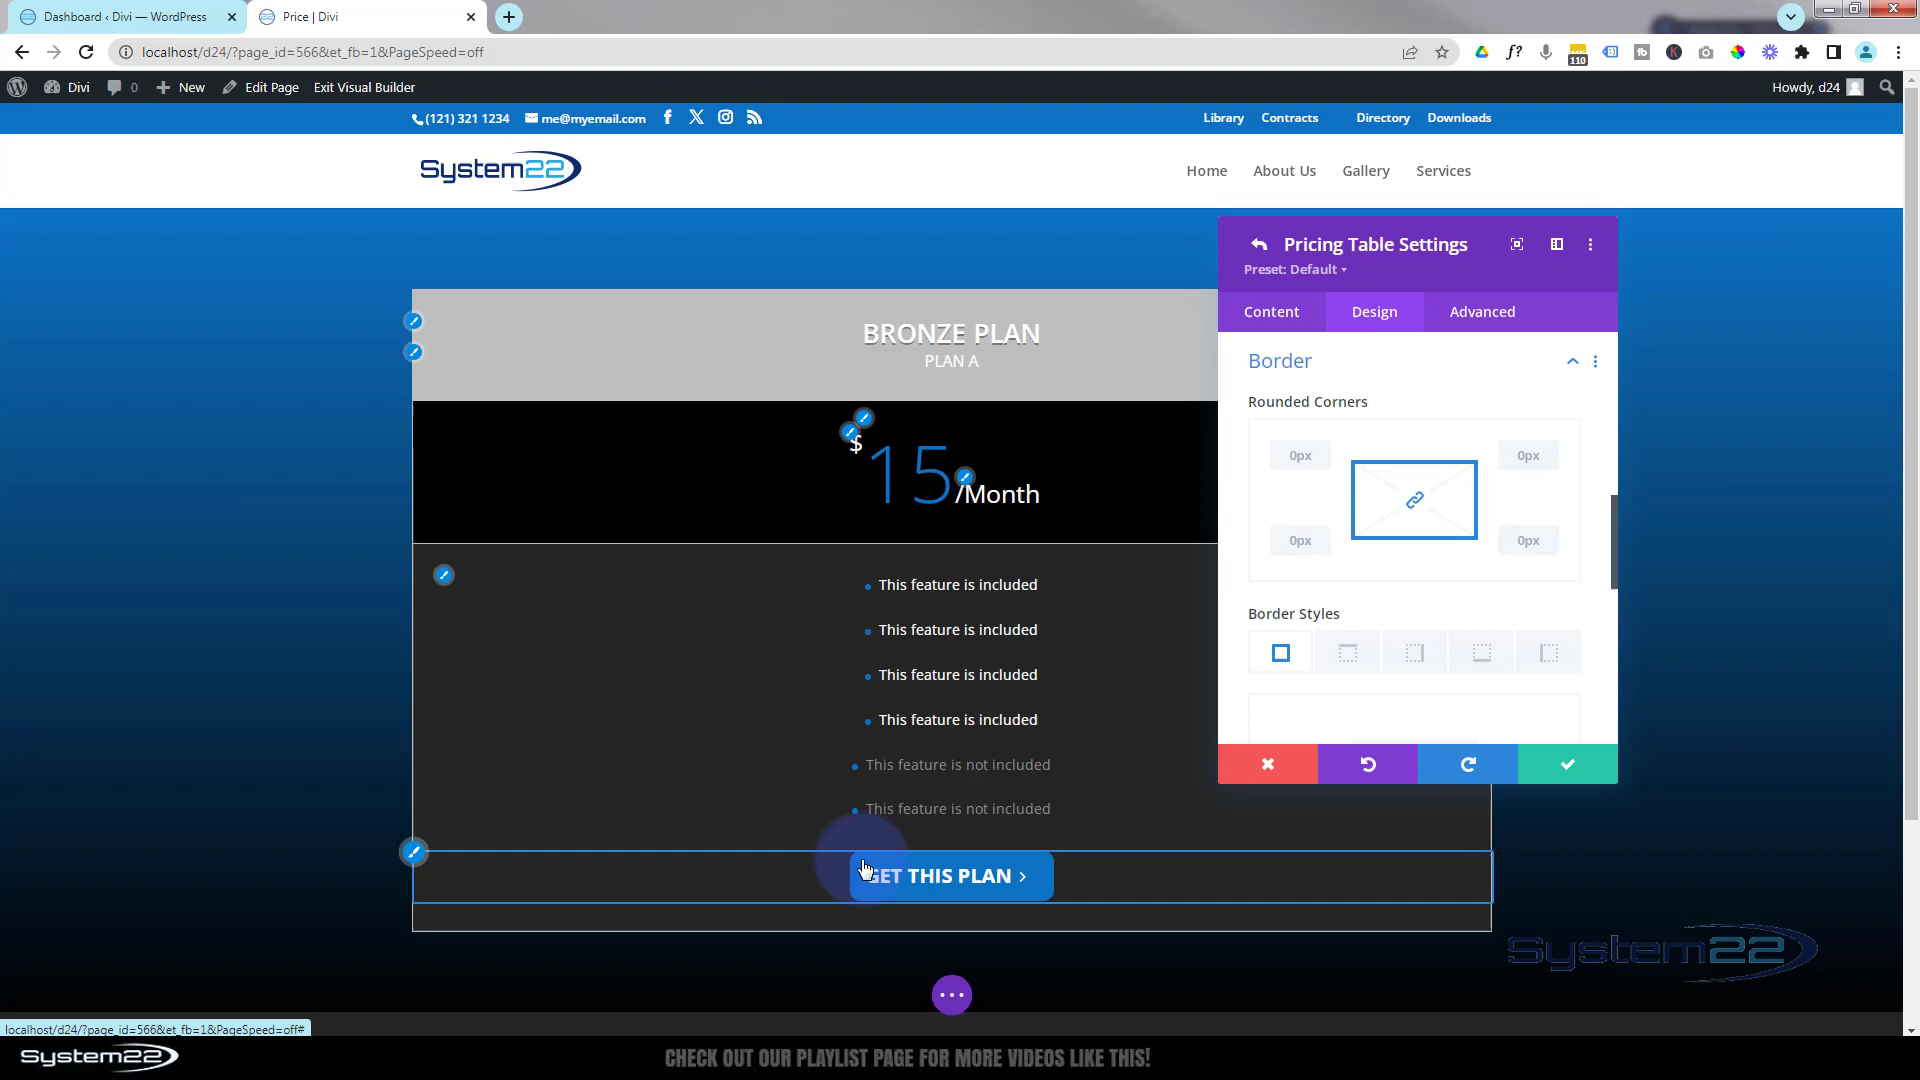 Dashboard ‹ Divi — WordPress
Price | Divi
localhost/d24/?page_id=566&et_fb=1&PageSpeed=off
f?
110
Divi
0
New
Edit Page
Exit Visual Builder
Howdy, d24
(121) 321 1234
me@myemail.com
Library
Contracts
Directory
Downloads
System22
Home
About Us
Gallery
Services
BRONZE PLAN
PLAN A
$
15
/Month
This feature is included
This feature is included
This feature is included
This feature is included
This feature is not included
This feature is not included
GET THIS PLAN
Pricing Table Settings
Preset: Default
Content
Design
Advanced
Border
Rounded Corners
0px
0px
0px
0px
Border Styles
System22
localhost/d24/?page_id=566&et_fb=1&PageSpeed=off#
System22
CHECK OUT OUR PLAYLIST PAGE FOR MORE VIDEOS LIKE THIS!